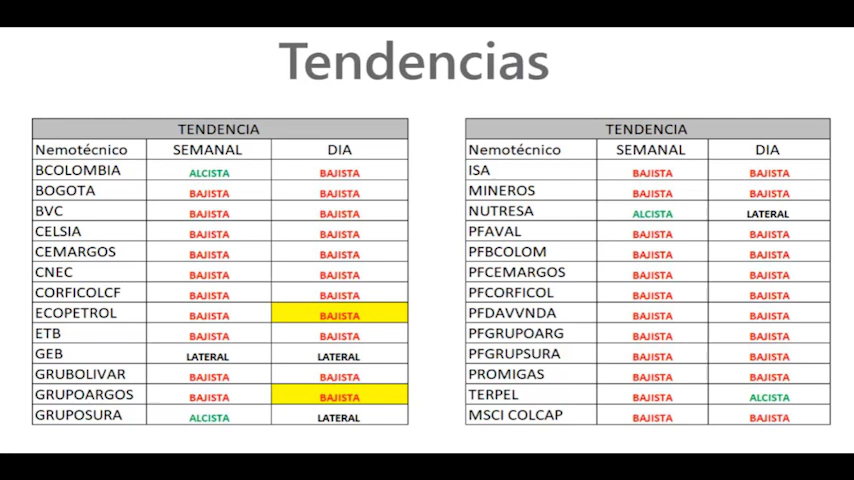 Tendencias
TENDENCIA
Nemotécnico SEMANAL DIA
BCOLOMBIA ALCISTA BAJISTA
BOGOTA BAJISTA BAJISTA
BVC BAJISTA BAJISTA
CELSIA BAJISTA BAJISTA
CEMARGOS BAJISTA BAJISTA
CNEC BAJISTA BAJISTA
CORFICOLCF BAJISTA BAJISTA
ECOPETROL BAJISTA BAJISTA
ETB BAJISTA BAJISTA
GEB LATERAL LATERAL
GRUBOLIVAR BAJISTA BAJISTA
GRUPOARGOS BAJISTA BAJISTA
GRUPOSURA ALCISTA LATERAL
TENDENCIA
Nemotécnico SEMANAL DIA
ISA BAJISTA BAJISTA
MINEROS BAJISTA BAJISTA
NUTRESA ALCISTA LATERAL
PFAVAL BAJISTA BAJISTA
PFBCOLOM BAJISTA BAJISTA
PFCEMARGOS BAJISTA BAJISTA
PFCORFICOL BAJISTA BAJISTA
PFDAVVNDA BAJISTA BAJISTA
PFGRUPOARG BAJISTA BAJISTA
PFGRUPSURA BAJISTA BAJISTA
PROMIGAS BAJISTA BAJISTA
TERPEL BAJISTA ALCISTA
MSCI COLCAP BAJISTA BAJISTA